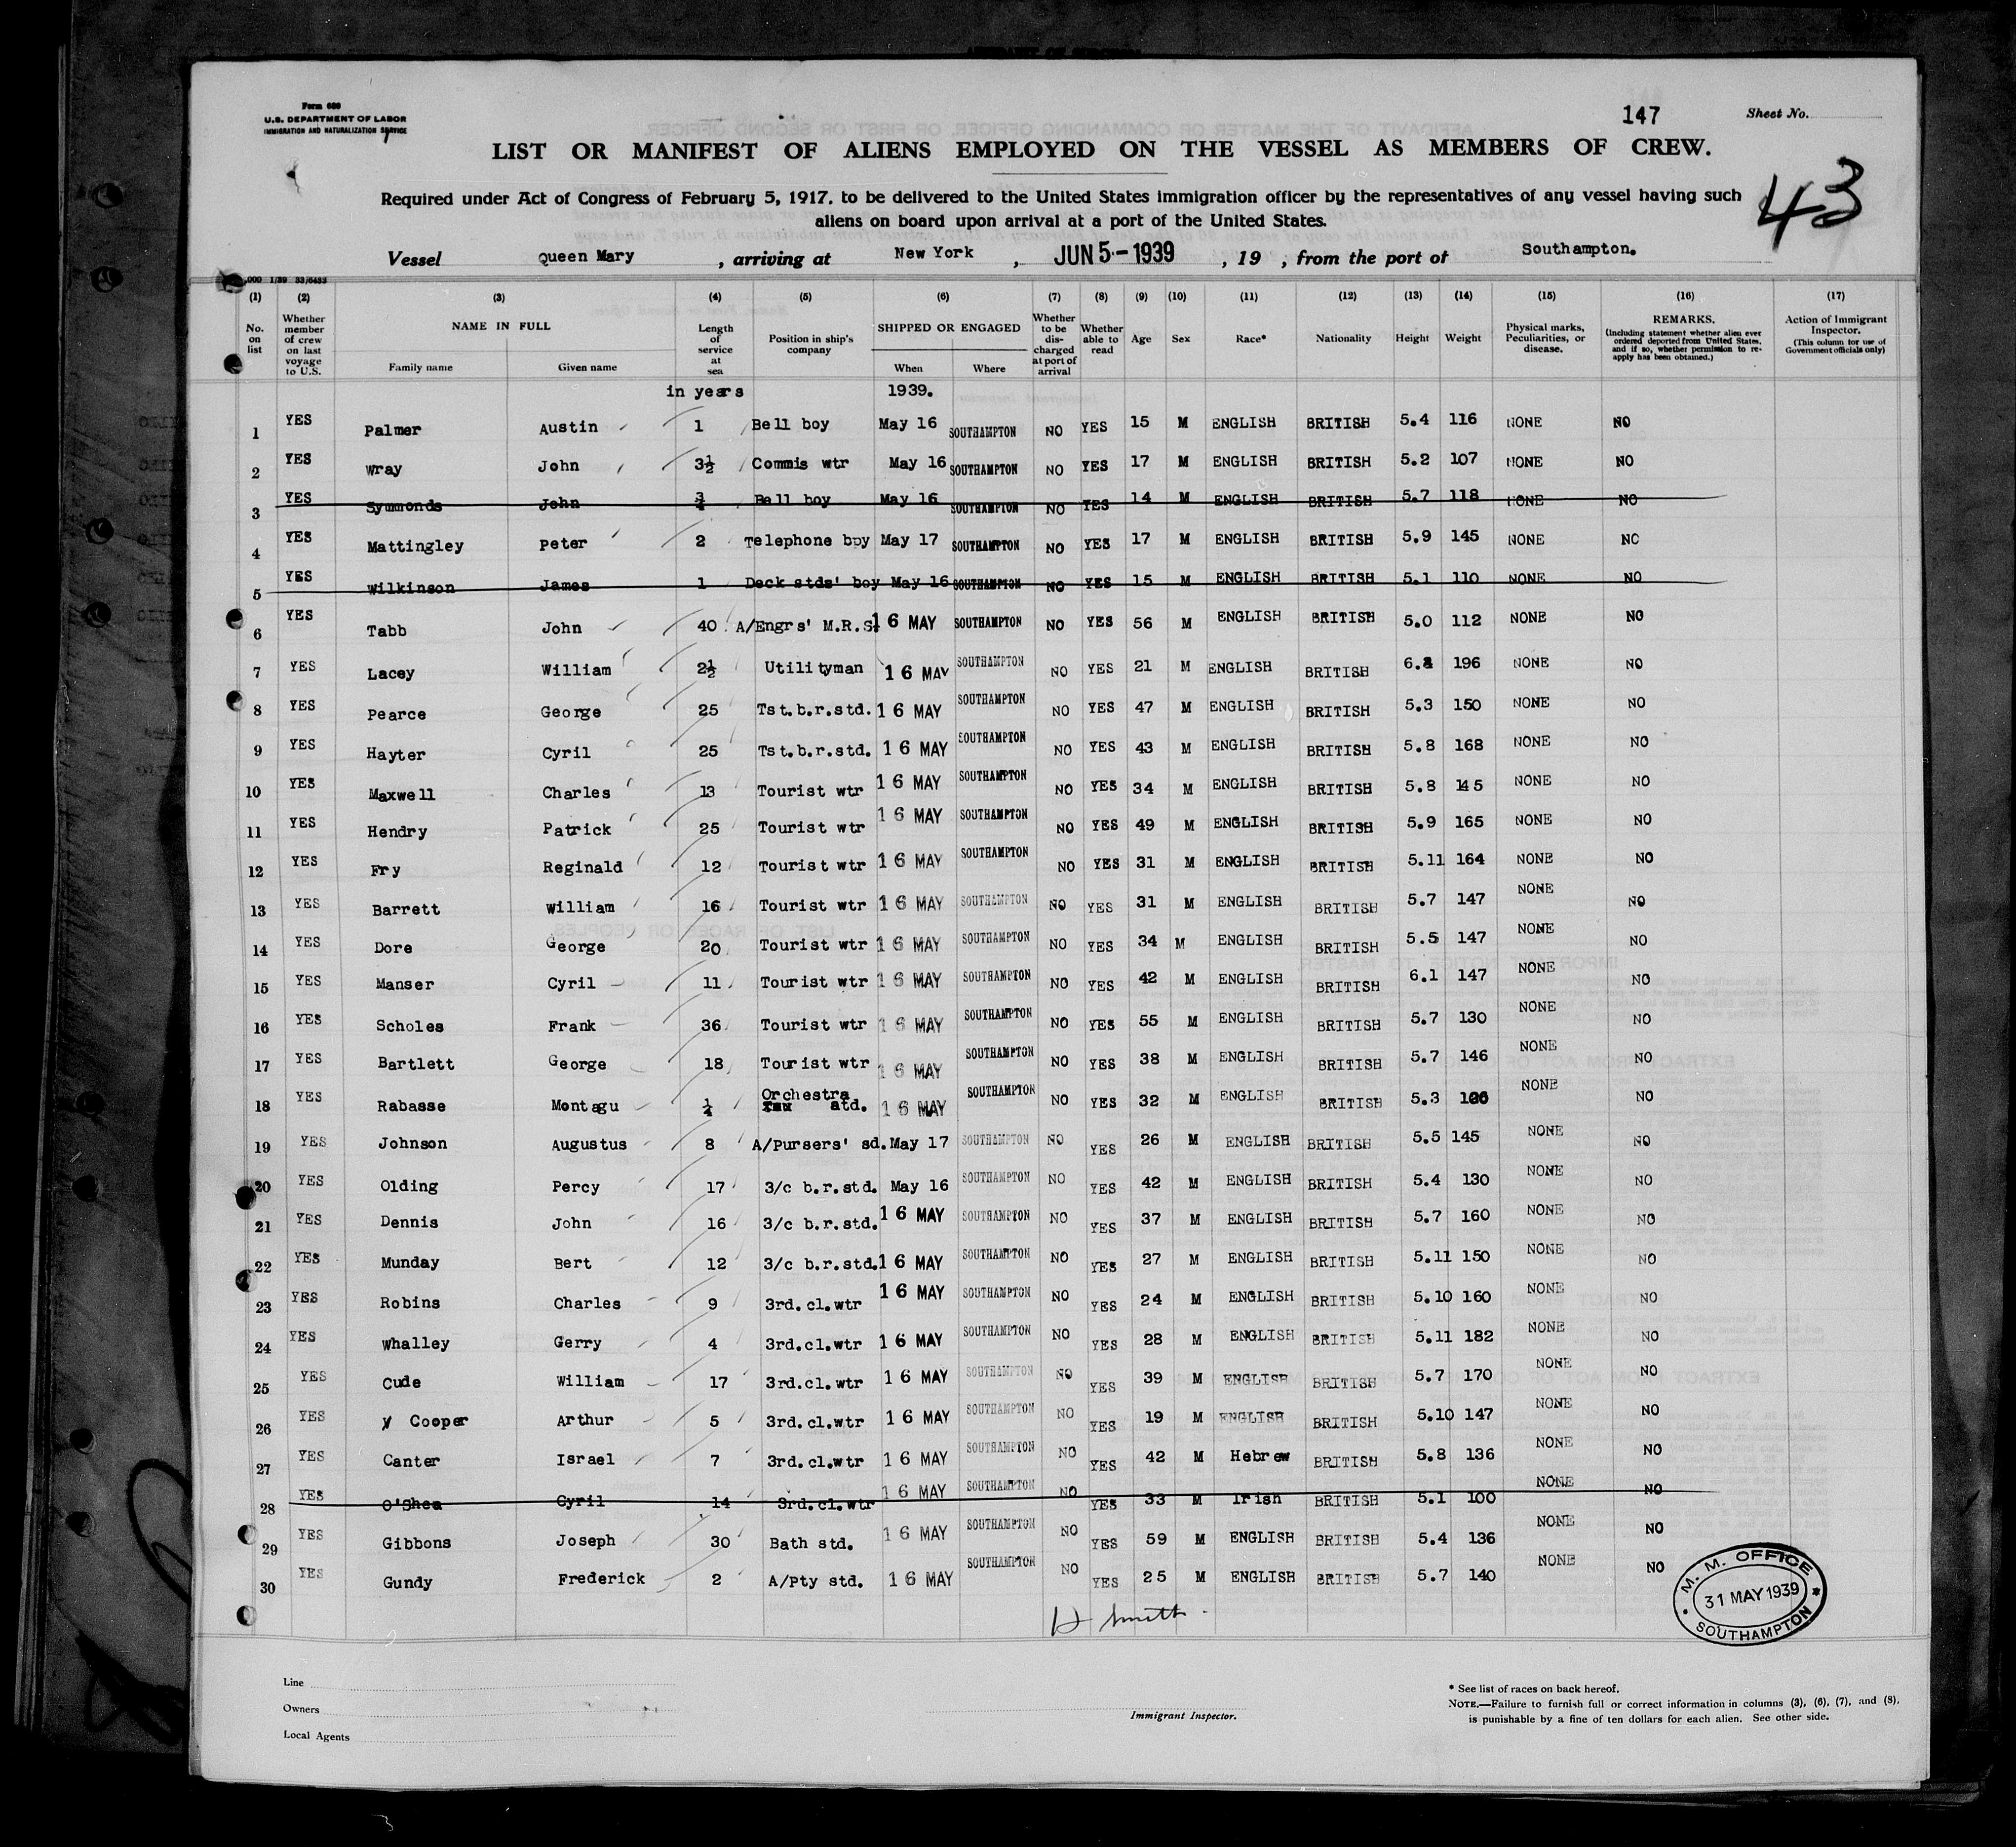 Form 680
U.S. DEPARTMENT OF LABOR
IMMIGRATION AND NATURALIZATION SERVICE
147 Sheet No.
LIST OR MANIFEST OF ALIENS EMPLOYED ON THE VESSEL AS MEMBERS OF CREW.
43
Required under Act of Congress of February 5, 1917, to be delivered to the United States immigration officer by the representatives of any vessel having such
aliens on board upon arrival at a port of the United States.
Vessel Queen Mary , arriving at New York , JUN 5-1939 , 19 , from the port of Southampton.
000 1/39 33/6433
(1) (2) (3) (4) (5) (6) (7) (8) (9) (10) (11) (12) (13) (14) (15) (16) (17)
No. on list
Whether member of crew on last voyage to U.S.
NAME IN FULL
Family name Given name
Length of service at sea
Position in ship's company
SHIPPED OR ENGAGED
When Where
Whether to be discharged at port of arrival
Whether able to read
Age Sex Race* Nationality Height Weight
Physical marks, Peculiarities, or disease.
REMARKS.
(Including statement whether alien ever ordered deported from United States, and if so, whether permission to reapply has been obtained.)
Action of Immigrant Inspector.
(This column for use of Government officials only)
in years 1939.
1 YES Palmer Austin 1 Bell boy May 16 SOUTHAMPTON NO YES 15 M ENGLISH BRITISH 5.4 116 NONE NO
2 YES Wray John 3½ Commis wtr May 16 SOUTHAMPTON NO YES 17 M ENGLISH BRITISH 5.2 107 NONE NO
3 YES Symmonds John ¾ Bell boy May 16 SOUTHAMPTON NO YES 14 M ENGLISH BRITISH 5.7 118 NONE NO
4 YES Mattingley Peter 2 Telephone boy May 17 SOUTHAMPTON NO YES 17 M ENGLISH BRITISH 5.9 145 NONE NO
5 YES Wilkinson James 1 Deck stds' boy May 16 SOUTHAMPTON NO YES 15 M ENGLISH BRITISH 5.1 110 NONE NO
6 YES Tabb John 40 A/Engrs' M.R.S. 16 MAY SOUTHAMPTON NO YES 56 M ENGLISH BRITISH 5.0 112 NONE NO
7 YES Lacey William 2½ Utilityman 16 MAY SOUTHAMPTON NO YES 21 M ENGLISH BRITISH 6.2 196 NONE NO
8 YES Pearce George 25 Tst.b.r.std. 16 MAY SOUTHAMPTON NO YES 47 M ENGLISH BRITISH 5.3 150 NONE NO
9 YES Hayter Cyril 25 Tst.b.r.std. 16 MAY SOUTHAMPTON NO YES 43 M ENGLISH BRITISH 5.8 168 NONE NO
10 YES Maxwell Charles 13 Tourist wtr 16 MAY SOUTHAMPTON NO YES 34 M ENGLISH BRITISH 5.8 145 NONE NO
11 YES Hendry Patrick 25 Tourist wtr 16 MAY SOUTHAMPTON NO YES 49 M ENGLISH BRITISH 5.9 165 NONE NO
12 YES Fry Reginald 12 Tourist wtr 16 MAY SOUTHAMPTON NO YES 31 M ENGLISH BRITISH 5.11 164 NONE NO
13 YES Barrett William 16 Tourist wtr 16 MAY SOUTHAMPTON NO YES 31 M ENGLISH BRITISH 5.7 147 NONE NO
14 YES Dore George 20 Tourist wtr 16 MAY SOUTHAMPTON NO YES 34 M ENGLISH BRITISH 5.5 147 NONE NO
15 YES Manser Cyril 11 Tourist wtr 16 MAY SOUTHAMPTON NO YES 42 M ENGLISH BRITISH 6.1 147 NONE NO
16 YES Scholes Frank 36 Tourist wtr 16 MAY SOUTHAMPTON NO YES 55 M ENGLISH BRITISH 5.7 130 NONE NO
17 YES Bartlett George 18 Tourist wtr 16 MAY SOUTHAMPTON NO YES 38 M ENGLISH BRITISH 5.7 146 NONE NO
18 YES Rabasse Montagu ¼ Orchestra atd. 16 MAY SOUTHAMPTON NO YES 32 M ENGLISH BRITISH 5.3 NONE NO
19 YES Johnson Augustus 8 A/Pursers' sd. May 17 SOUTHAMPTON NO YES 26 M ENGLISH BRITISH 5.5 145 NONE NO
20 YES Olding Percy 17 3/c b.r.std. May 16 SOUTHAMPTON NO YES 42 M ENGLISH BRITISH 5.4 130 NONE NO
21 YES Dennis John 16 3/c b.r.std. 16 MAY SOUTHAMPTON NO YES 37 M ENGLISH BRITISH 5.7 160 NONE NO
22 YES Munday Bert 12 3/c b.r.std. 16 MAY SOUTHAMPTON NO YES 27 M ENGLISH BRITISH 5.11 150 NONE NO
23 YES Robins Charles 9 3rd.cl.wtr 16 MAY SOUTHAMPTON NO YES 24 M ENGLISH BRITISH 5.10 160 NONE NO
24 YES Whalley Gerry 4 3rd.cl.wtr 16 MAY SOUTHAMPTON NO YES 28 M ENGLISH BRITISH 5.11 182 NONE NO
25 YES Cude William 17 3rd.cl.wtr 16 MAY SOUTHAMPTON NO YES 39 M ENGLISH BRITISH 5.7 170 NONE NO
26 YES Cooper Arthur 5 3rd.cl.wtr 16 MAY SOUTHAMPTON NO YES 19 M ENGLISH BRITISH 5.10 147 NONE NO
27 YES Canter Israel 7 3rd.cl.wtr 16 MAY SOUTHAMPTON NO YES 42 M Hebrew BRITISH 5.8 136 NONE NO
28 YES O'Shea Cyril 14 3rd.cl.wtr 16 MAY SOUTHAMPTON NO YES 33 M Irish BRITISH 5.1 100 NONE NO
29 YES Gibbons Joseph 30 Bath std. 16 MAY SOUTHAMPTON NO YES 59 M ENGLISH BRITISH 5.4 136 NONE NO
30 YES Gundy Frederick 2 A/Pty std. 16 MAY SOUTHAMPTON NO YES 25 M ENGLISH BRITISH 5.7 140 NONE NO
H Smith
M. M. OFFICE
31 MAY 1939
SOUTHAMPTON
Line
Owners
Local Agents
Immigrant Inspector.
* See list of races on back hereof.
NOTE.—Failure to furnish full or correct information in columns (3), (6), (7), and (8),
is punishable by a fine of ten dollars for each alien. See other side.